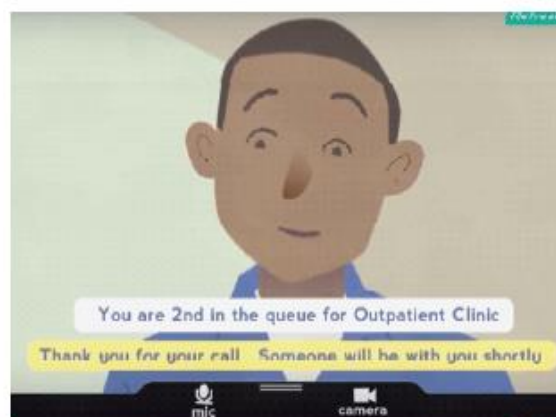 You are 2nd in the queue for Outpatient Clinic
Thank you for your call Someone will be with you shortly
mic camera